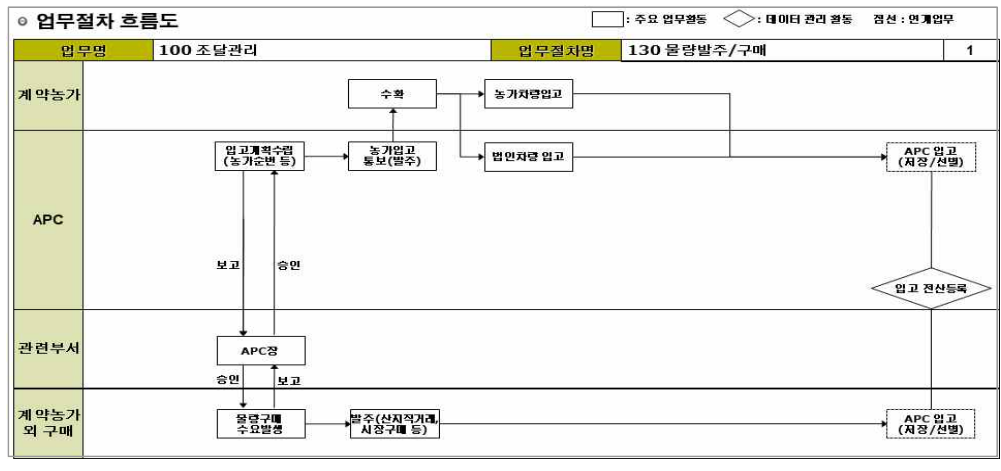 업무절차 흐름도
: 주요 업무활동 : 데이터 관리 활동 점선 : 연계업무
업무명 100 조달관리 업무절차명 130 물량발주/구매 1
계약농가
수확
농가차량입고
APC
입고계획수립
(농가순번 등)
농가입고
통보(발주)
법인차량 입고
APC 입고
(저장/선별)
보고
승인
입고 전산등록
관련부서
APC장
승인
보고
계약농가
외 구매
물량구매
수요발생
발주(산지직거래,
시장구매 등)
APC 입고
(저장/선별)